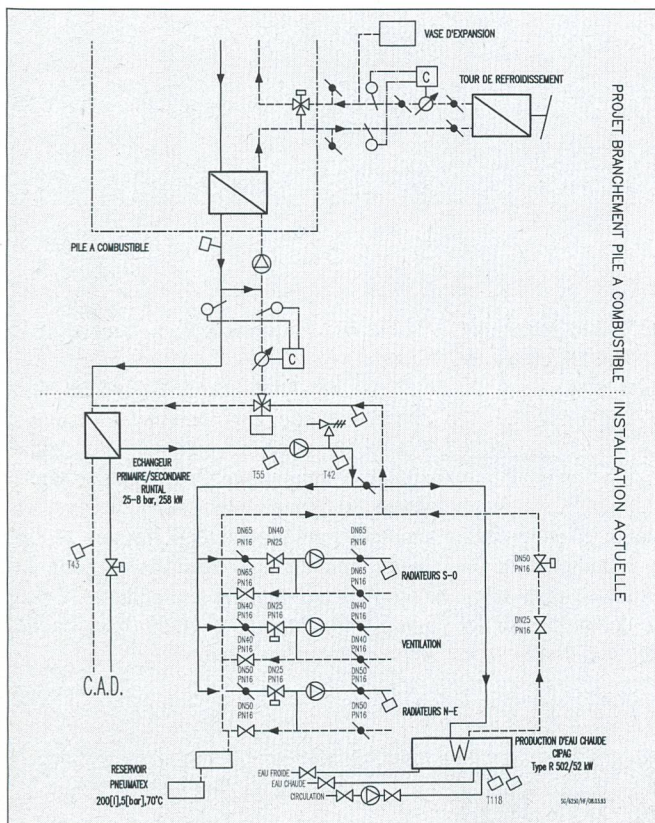 VASE D'EXPANSION
C
TOUR DE REFROIDISSEMENT
PROJET BRANCHEMENT PILE A COMBUSTIBLE
PILE A COMBUSTIBLE
C
INSTALLATION ACTUELLE
ECHANGEUR
PRIMAIRE/SECONDAIRE
RUNTAL
25-8 bar, 258 kW
T55
T42
T43
C.A.D.
DN65
PN16
DN40
PN25
DN65
PN16
RADIATEURS S-O
DN65
PN16
DN65
PN16
DN40
PN16
DN25
PN16
DN40
PN16
VENTILATION
DN40
PN16
DN40
PN16
DN50
PN16
DN25
PN16
DN50
PN16
RADIATEURS N-E
DN50
PN16
DN50
PN16
DN50
PN16
DN25
PN16
RESERVOIR
PNEUMATEX
200[l],5[bar],70°C
PRODUCTION D'EAU CHAUDE
CIPAG
Type R 502/52 kW
EAU FROIDE
EAU CHAUDE
CIRCULATION
T118